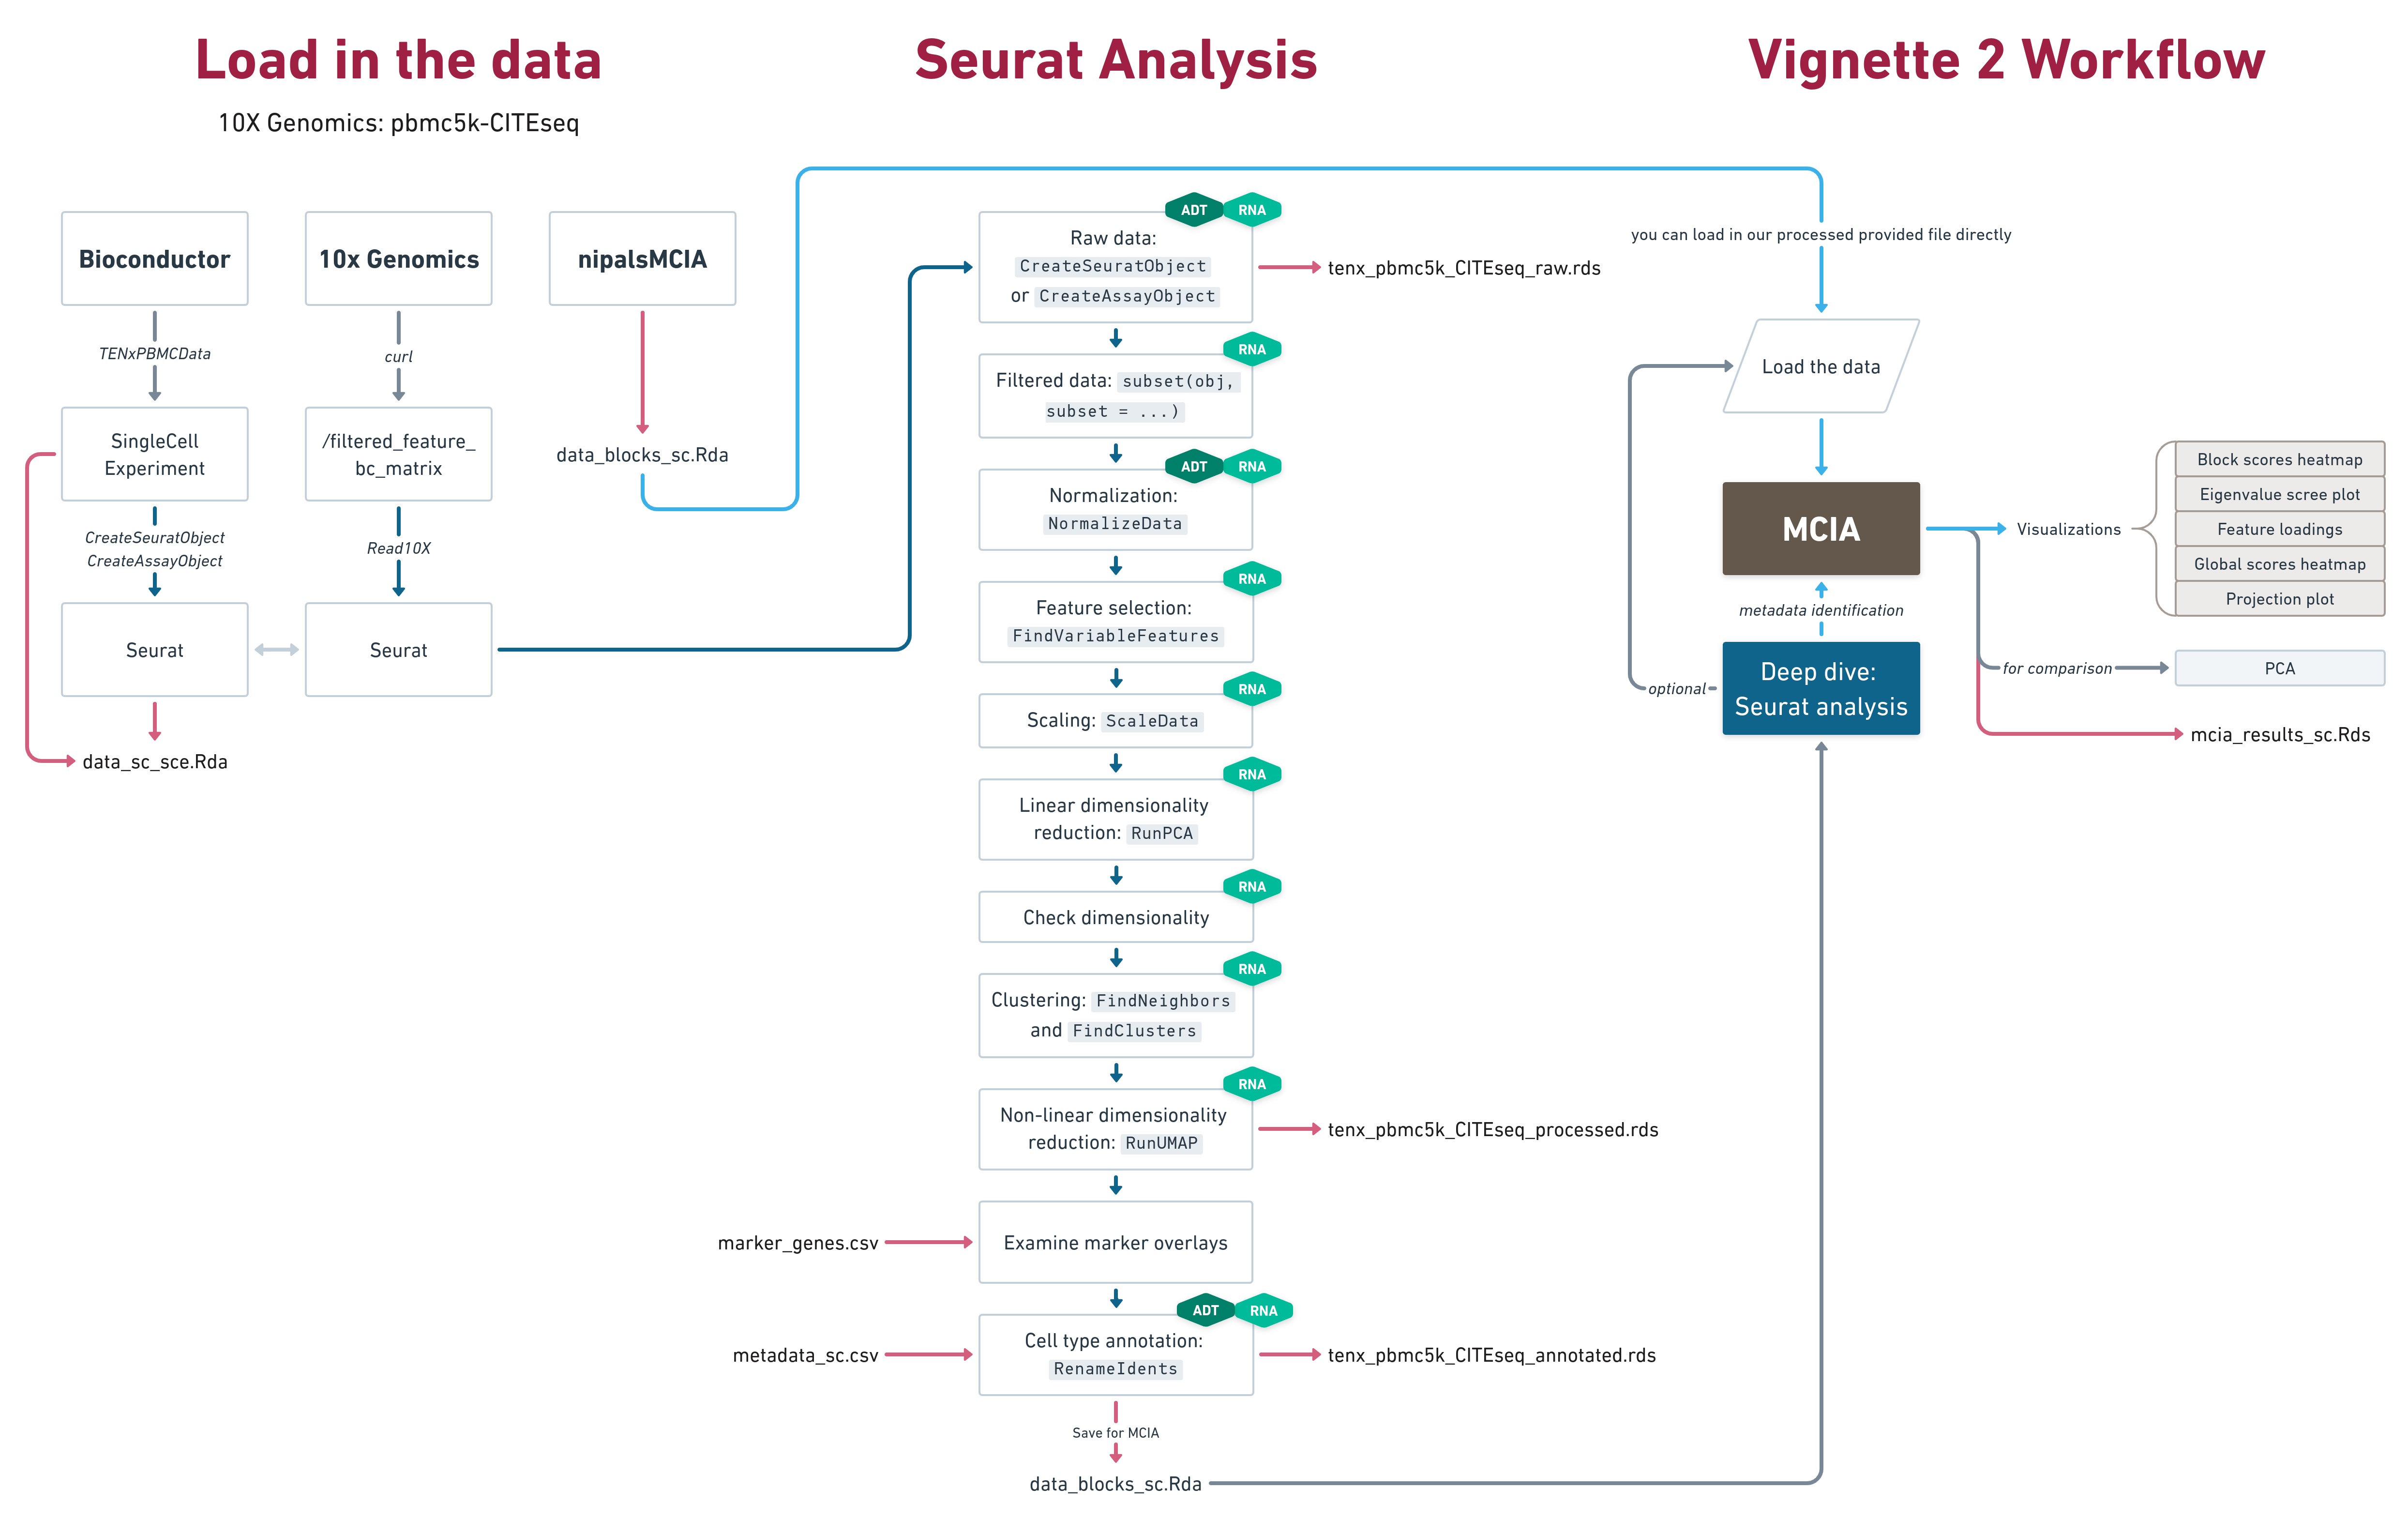 Load in the data
10X Genomics: pbmc5k-CITEseq
Bioconductor
TENxPBMCData
SingleCell
Experiment
CreateSeuratObject
CreateAssayObject
Seurat
data_sc_sce.Rda
10x Genomics
curl
/filtered_feature_
bc_matrix
Read10X
Seurat
nipalsMCIA
data_blocks_sc.Rda
Seurat Analysis
ADT RNA
Raw data:
CreateSeuratObject
or CreateAssayObject
tenx_pbmc5k_CITEseq_raw.rds
RNA
Filtered data: subset(obj,
subset = ...)
ADT RNA
Normalization:
NormalizeData
RNA
Feature selection:
FindVariableFeatures
RNA
Scaling: ScaleData
RNA
Linear dimensionality
reduction: RunPCA
RNA
Check dimensionality
RNA
Clustering: FindNeighbors
and FindClusters
RNA
Non-linear dimensionality
reduction: RunUMAP
tenx_pbmc5k_CITEseq_processed.rds
marker_genes.csv
Examine marker overlays
ADT RNA
metadata_sc.csv
Cell type annotation:
RenameIdents
tenx_pbmc5k_CITEseq_annotated.rds
Save for MCIA
data_blocks_sc.Rda
Vignette 2 Workflow
you can load in our processed provided file directly
Load the data
MCIA
metadata identification
Deep dive:
Seurat analysis
optional
Visualizations
Block scores heatmap
Eigenvalue scree plot
Feature loadings
Global scores heatmap
Projection plot
for comparison
PCA
mcia_results_sc.Rds